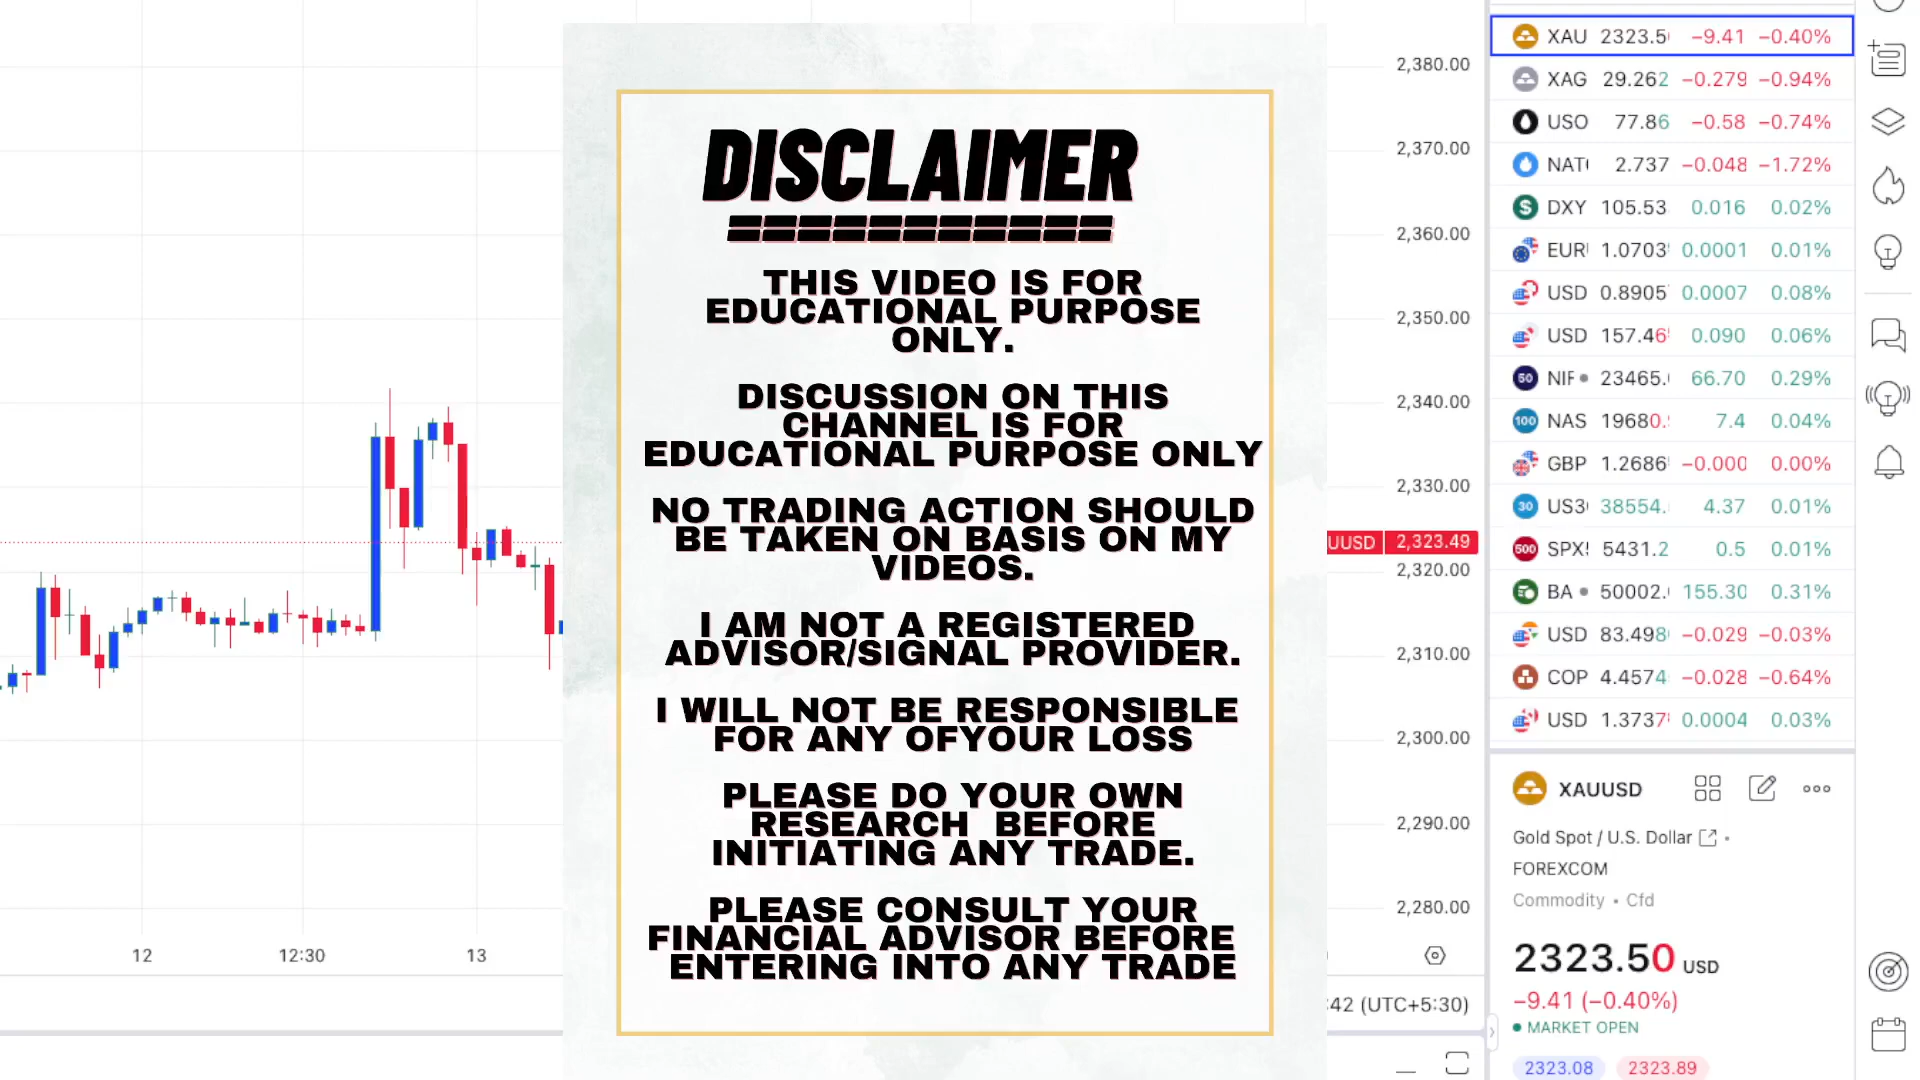 DISCLAIMER
===========
THIS VIDEO IS FOR
EDUCATIONAL PURPOSE
ONLY.
DISCUSSION ON THIS
CHANNEL IS FOR
EDUCATIONAL PURPOSE ONLY
NO TRADING ACTION SHOULD
BE TAKEN ON BASIS ON MY
VIDEOS.
I AM NOT A REGISTERED
ADVISOR/SIGNAL PROVIDER.
I WILL NOT BE RESPONSIBLE
FOR ANY OFYOUR LOSS
PLEASE DO YOUR OWN
RESEARCH BEFORE
INITIATING ANY TRADE.
PLEASE CONSULT YOUR
FINANCIAL ADVISOR BEFORE
ENTERING INTO ANY TRADE
12 12:30 13
2,380.00
2,370.00
2,360.00
2,350.00
2,340.00
2,330.00
UUSD 2,323.49
2,320.00
2,310.00
2,300.00
2,290.00
2,280.00
:42 (UTC+5:30)
XAU 2323.5 −9.41 −0.40%
XAG 29.262 −0.279 −0.94%
USO 77.86 −0.58 −0.74%
NAT 2.737 −0.048 −1.72%
DXY 105.53 0.016 0.02%
EUR 1.0703 0.0001 0.01%
USD 0.8905 0.0007 0.08%
USD 157.46 0.090 0.06%
50 NIF 23465. 66.70 0.29%
100 NAS 19680. 7.4 0.04%
GBP 1.2686 −0.000 0.00%
30 US3 38554. 4.37 0.01%
500 SPX 5431.2 0.5 0.01%
BA 50002. 155.30 0.31%
USD 83.498 −0.029 −0.03%
COP 4.4574 −0.028 −0.64%
USD 1.3737 0.0004 0.03%
XAUUSD
Gold Spot / U.S. Dollar
FOREXCOM
Commodity • Cfd
2323.50 USD
−9.41 (−0.40%)
MARKET OPEN
2323.08 2323.89